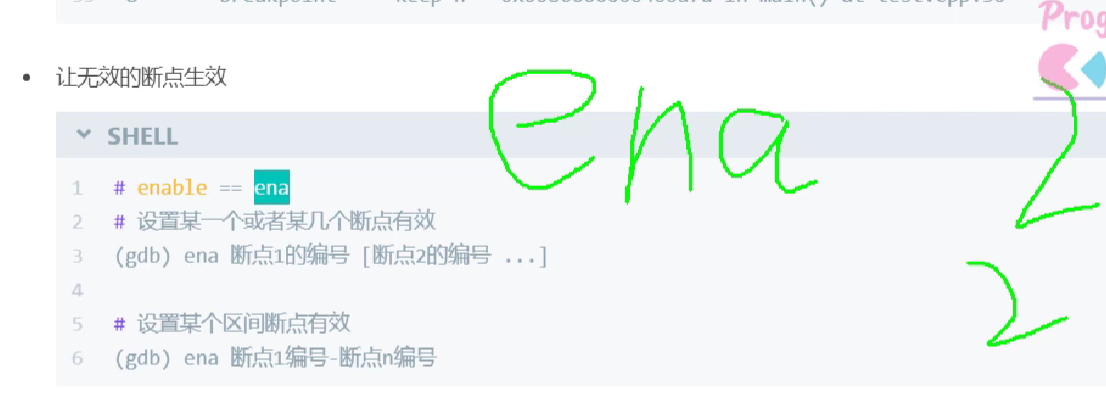 让无效的断点生效
Prog
ena
2
2
SHELL
1 # enable == ena
2 # 设置某一个或者某几个断点有效
3 (gdb) ena 断点1的编号 [断点2的编号 ...]
4
5 # 设置某个区间断点有效
6 (gdb) ena 断点1编号-断点n编号